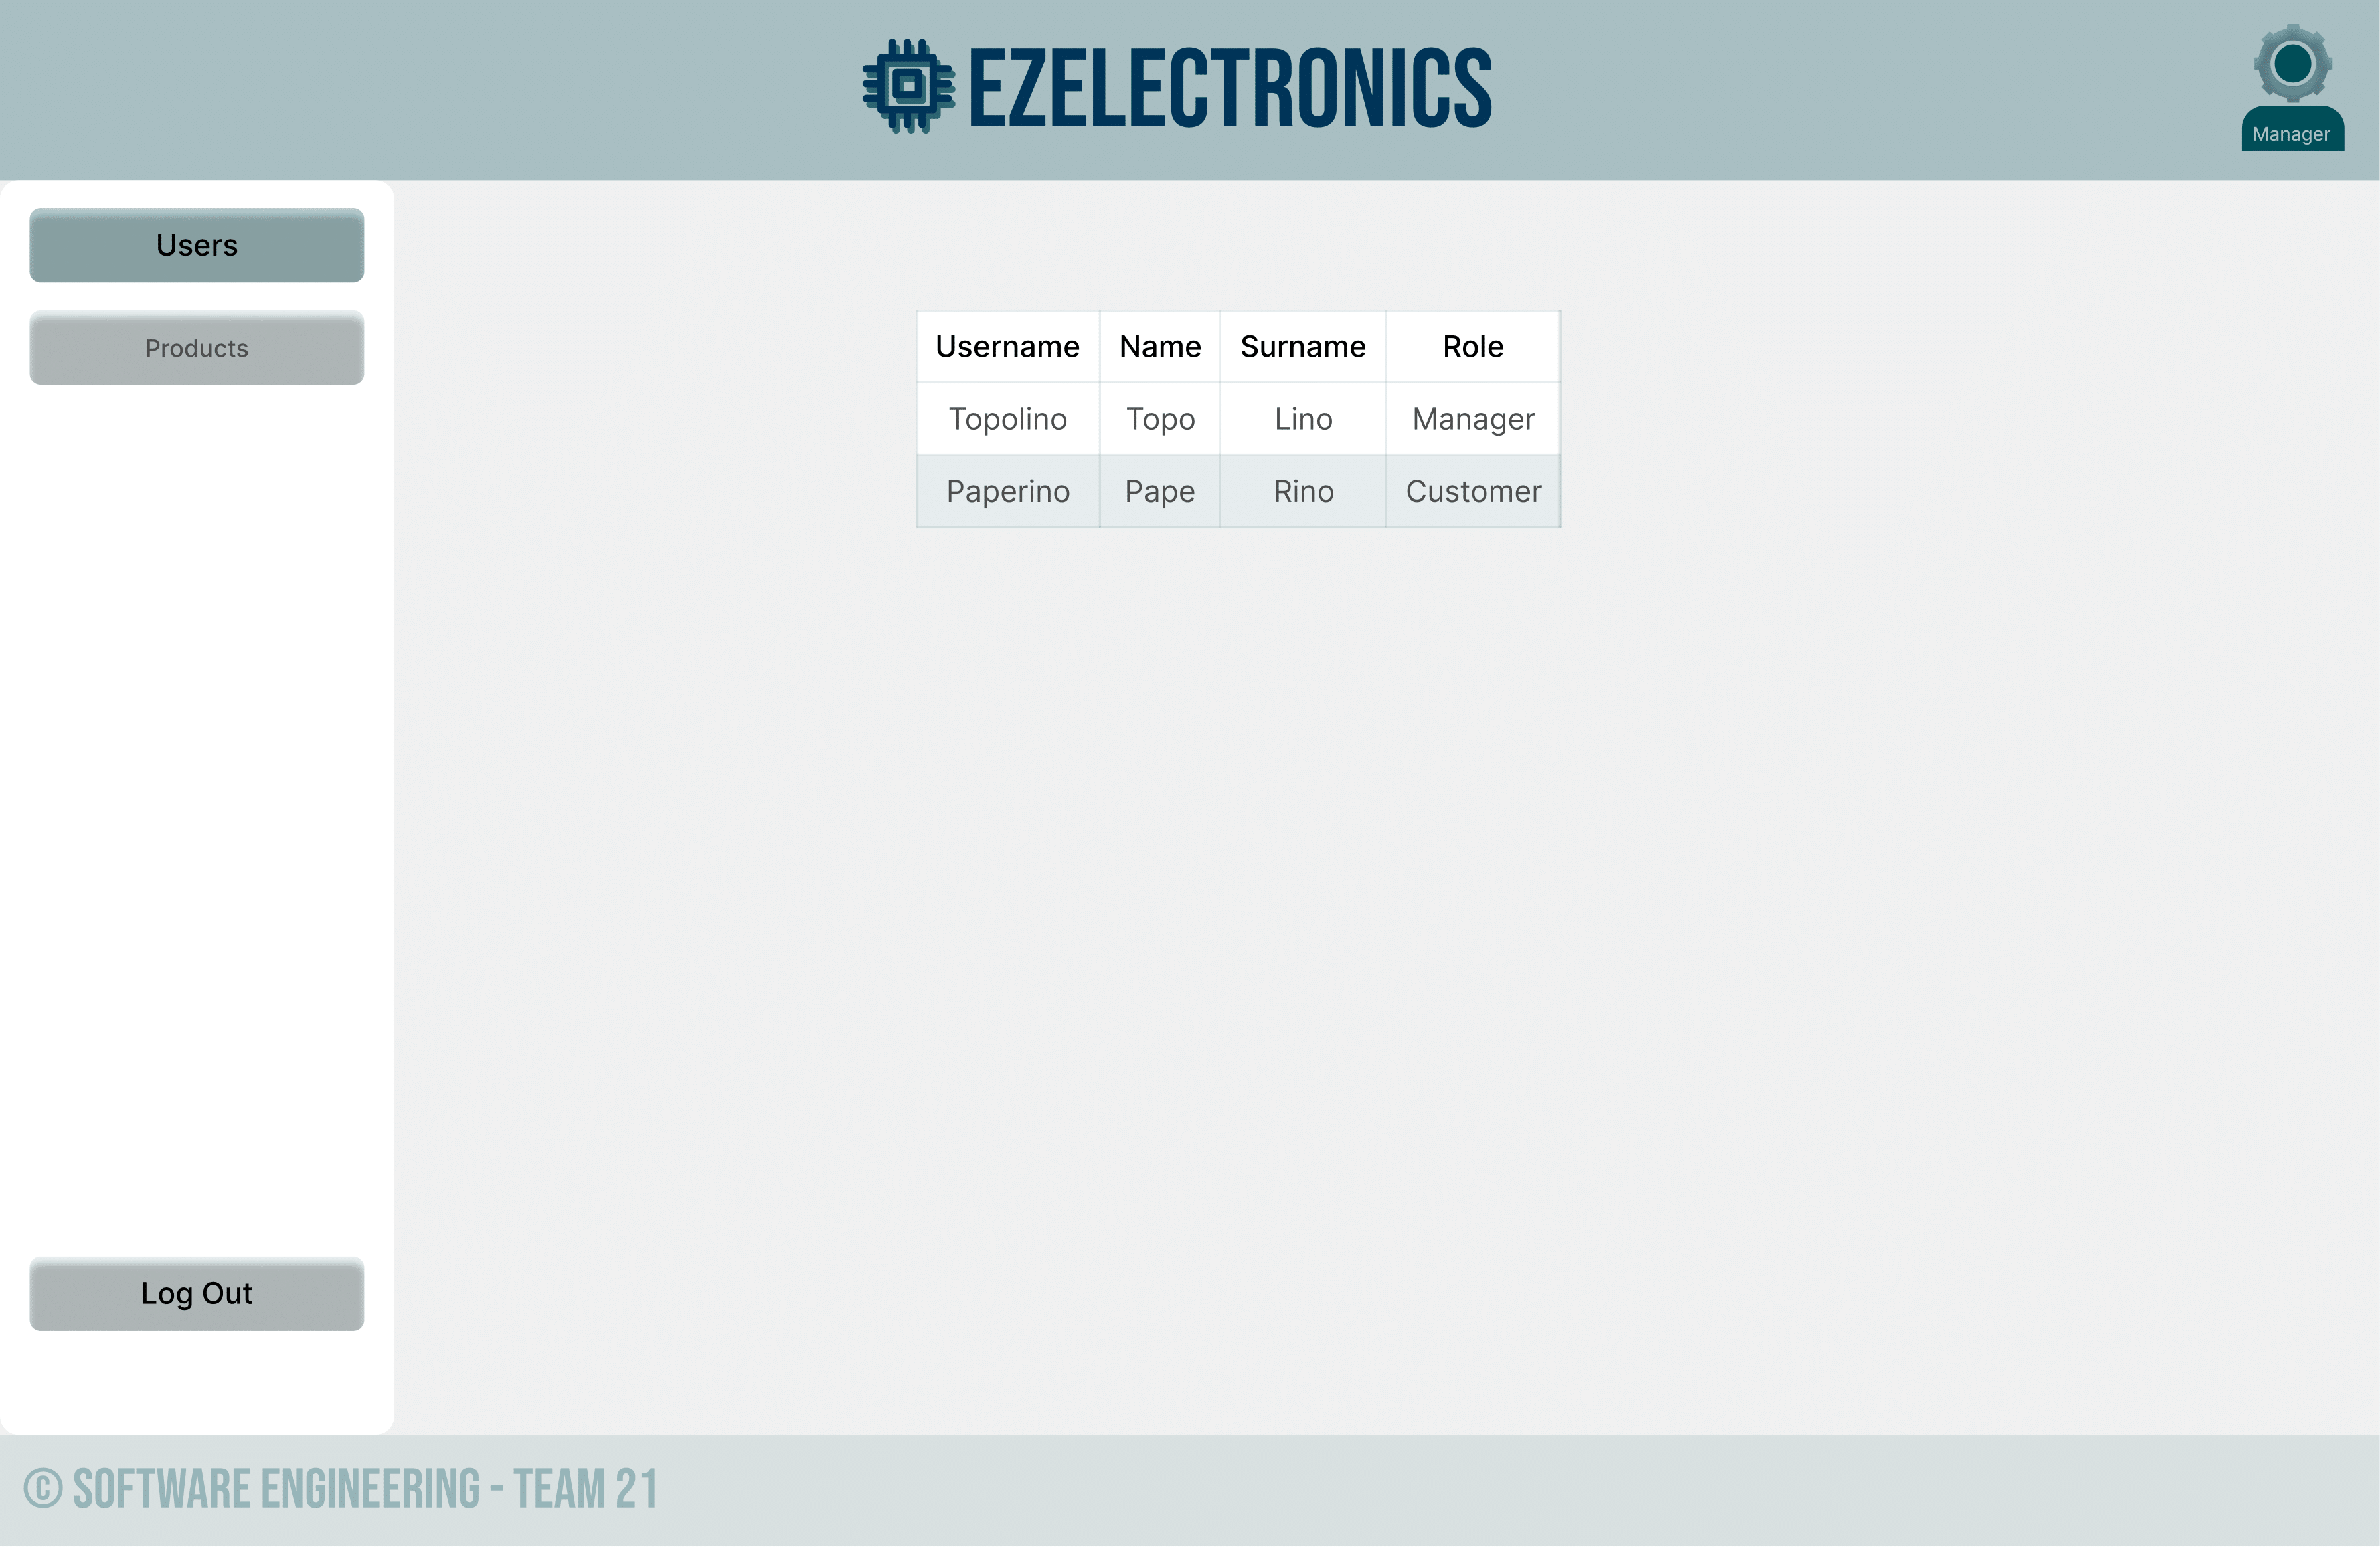 EZELECTRONICS
Manager
Users
Products
Username Name Surname Role
Topolino Topo Lino Manager
Paperino Pape Rino Customer
Log Out
© SOFTWARE ENGINEERING - TEAM 21